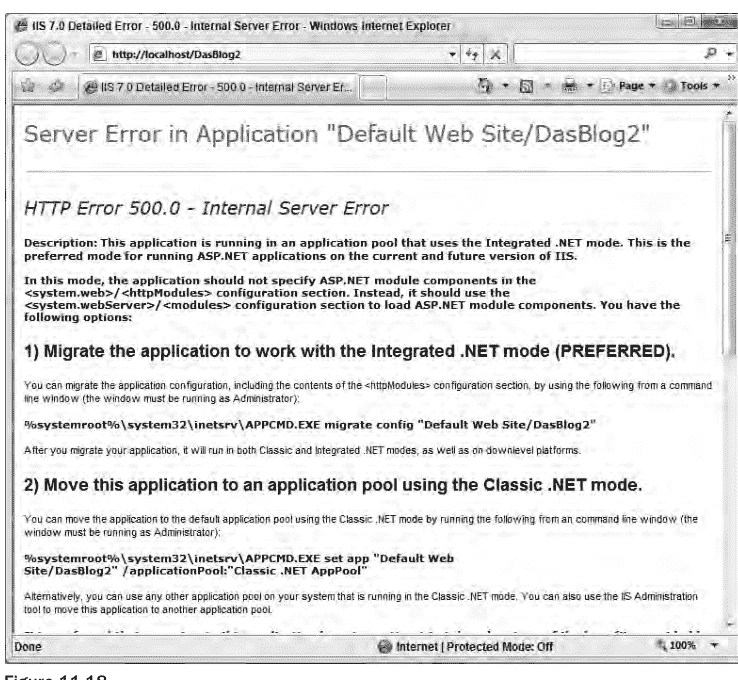 IIS 7.0 Detailed Error - 500.0 - Internal Server Error - Windows Internet Explorer
http://localhost/DasBlog2
IIS 7.0 Detailed Error - 500.0 - Internal Server Er...
Page
Tools
Server Error in Application "Default Web Site/DasBlog2"
HTTP Error 500.0 - Internal Server Error
Description: This application is running in an application pool that uses the Integrated .NET mode. This is the
preferred mode for running ASP.NET applications on the current and future version of IIS.
In this mode, the application should not specify ASP.NET module components in the
<system.web>/<httpModules> configuration section. Instead, it should use the
<system.webServer>/<modules> configuration section to load ASP.NET module components. You have the
following options:
1) Migrate the application to work with the Integrated .NET mode (PREFERRED).
You can migrate the application configuration, including the contents of the <httpModules> configuration section, by using the following from a command
line window (the window must be running as Administrator):
%systemroot%\system32\inetsrv\APPCMD.EXE migrate config "Default Web Site/DasBlog2"
After you migrate your application, it will run in both Classic and Integrated .NET modes, as well as on downlevel platforms.
2) Move this application to an application pool using the Classic .NET mode.
You can move the application to the default application pool using the Classic .NET mode by running the following from an command line window (the
window must be running as Administrator):
%systemroot%\system32\inetsrv\APPCMD.EXE set app "Default Web
Site/DasBlog2" /applicationPool:"Classic .NET AppPool"
Alternatively, you can use any other application pool on your system that is running in the Classic .NET mode. You can also use the IIS Administration
tool to move this application to another application pool.
Done
Internet | Protected Mode: Off
100%
Figure 11-18